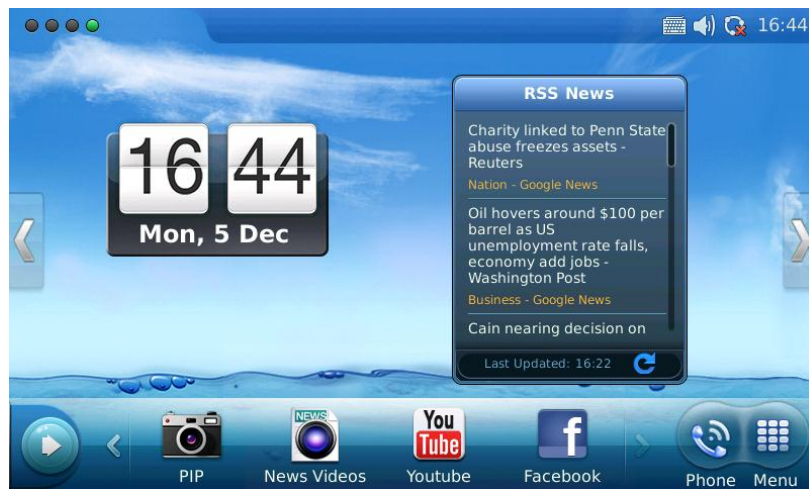 16:44
16 44
Mon, 5 Dec
RSS News
Charity linked to Penn State
abuse freezes assets -
Reuters
Nation - Google News
Oil hovers around $100 per
barrel as US
unemployment rate falls,
economy add jobs -
Washington Post
Business - Google News
Cain nearing decision on
Last Updated: 16:22
NEWS
You
Tube
f
PIP
News Videos
Youtube
Facebook
Phone
Menu